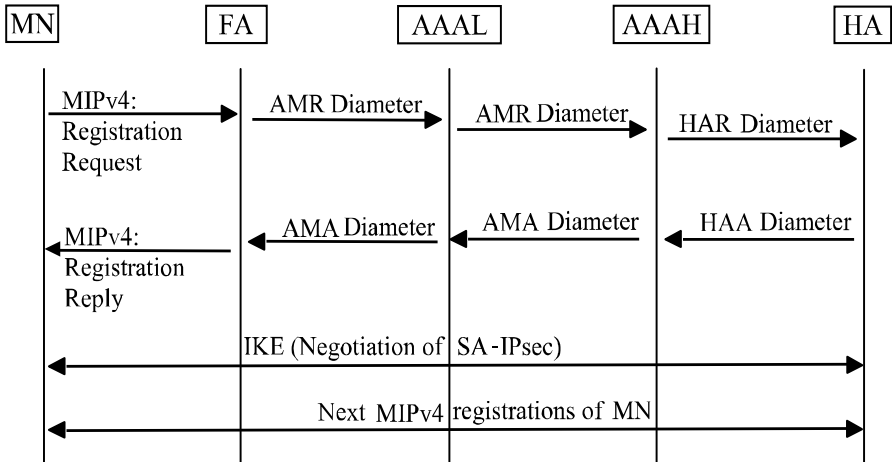 MN
FA
AAAL
AAAH
HA
MIPv4:
Registration
Request
AMR Diameter
AMR Diameter
HAR Diameter
MIPv4:
Registration
Reply
AMA Diameter
AMA Diameter
HAA Diameter
IKE (Negotiation of SA-IPsec)
Next MIPv4 registrations of MN